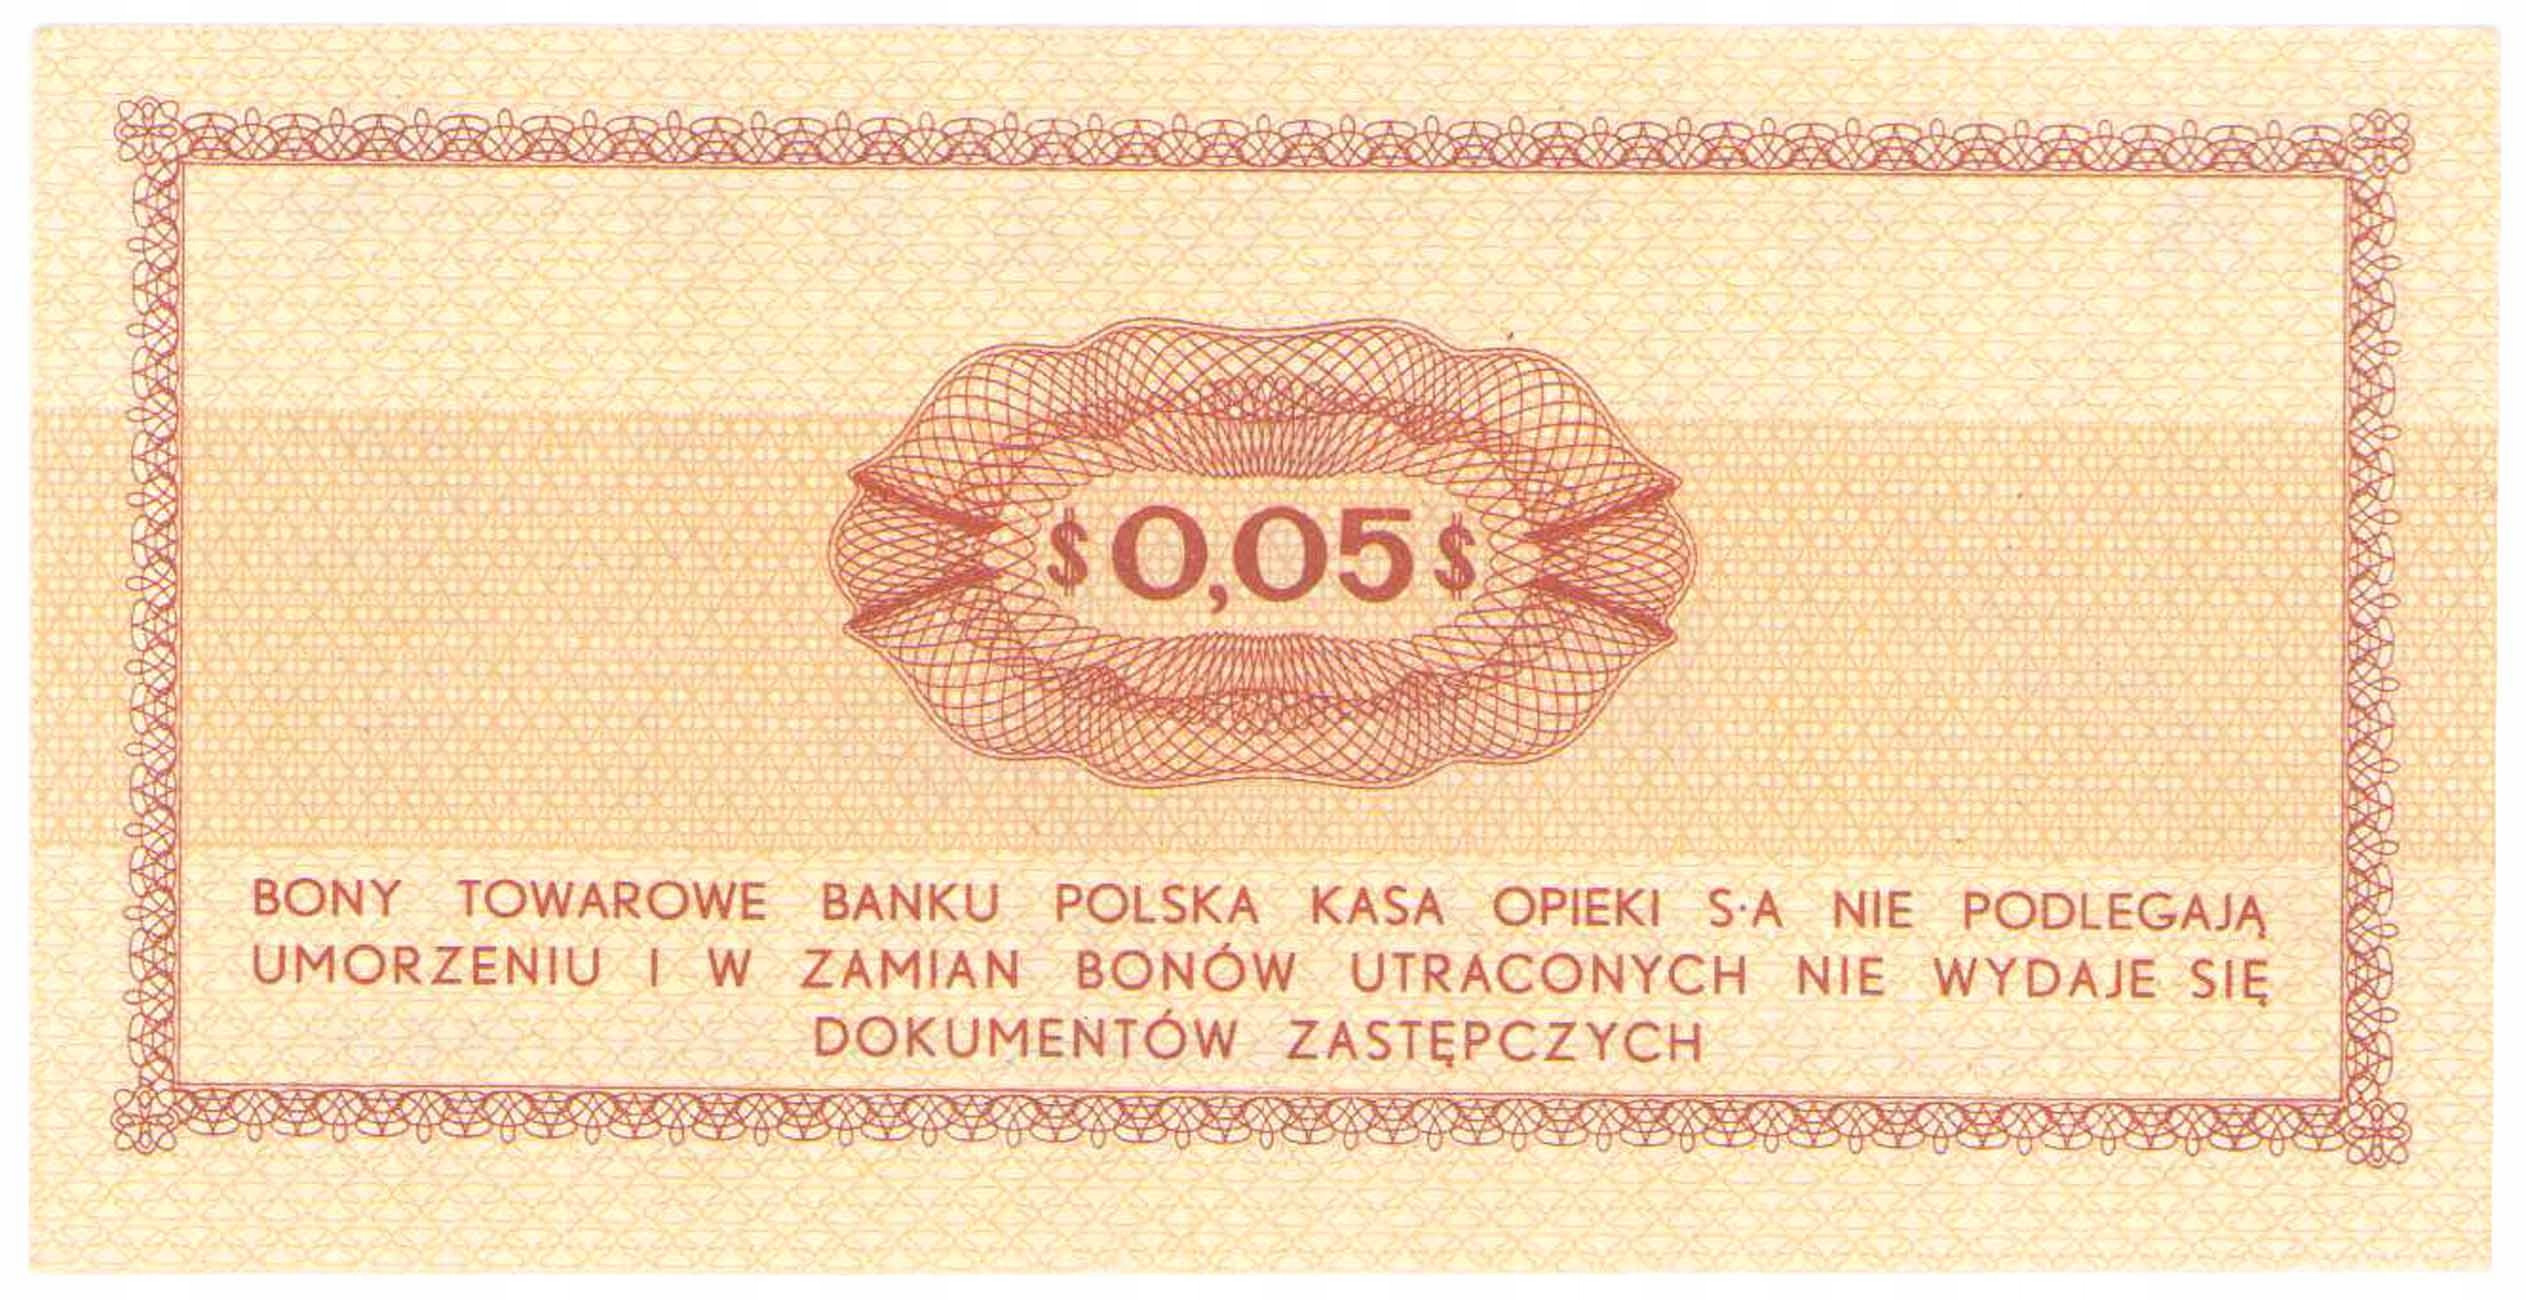 $ 0,05 $
BONY TOWAROWE BANKU POLSKA KASA OPIEKI S·A NIE PODLEGAJĄ
UMORZENIU I W ZAMIAN BONÓW UTRACONYCH NIE WYDAJE SIĘ
DOKUMENTÓW ZASTĘPCZYCH